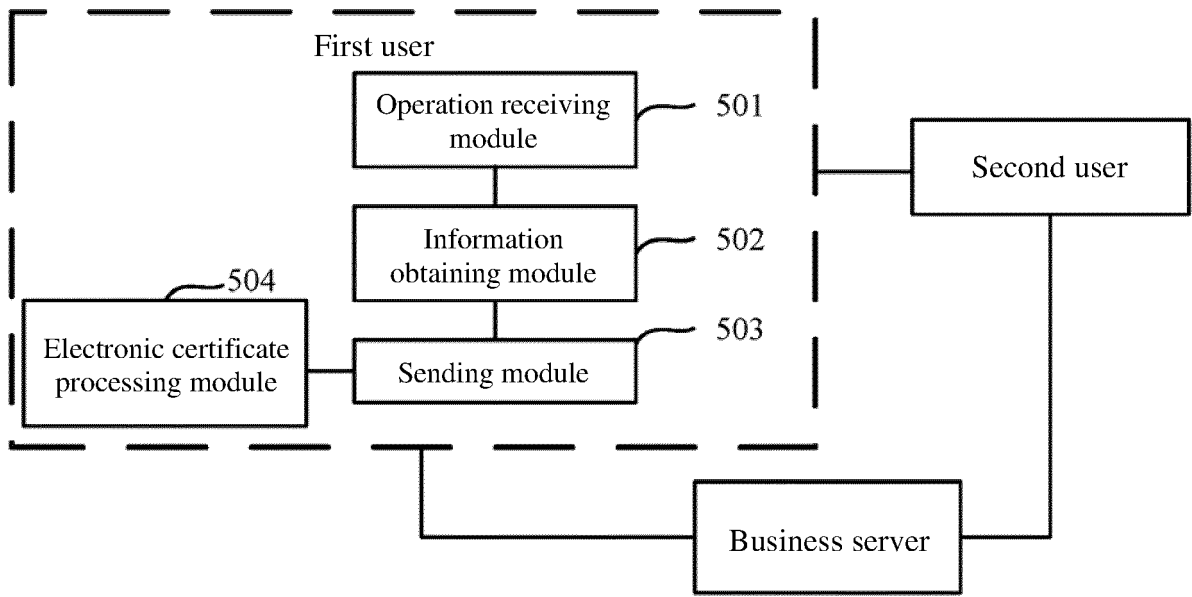 First user
Operation receiving
module
501
Second user
Information
obtaining module
502
504
Electronic certificate
processing module
503
Sending module
Business server